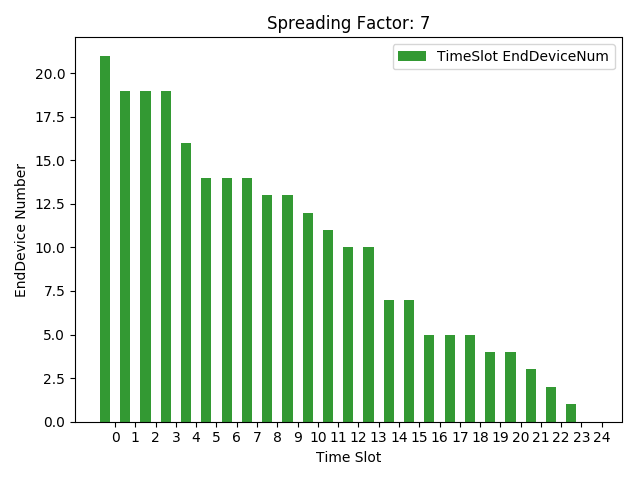 Spreading Factor: 7
TimeSlot EndDeviceNum
EndDevice Number
20.0
17.5
15.0
12.5
10.0
7.5
5.0
2.5
0.0
0 1 2 3 4 5 6 7 8 9 10 11 12 13 14 15 16 17 18 19 20 21 22 23 24
Time Slot